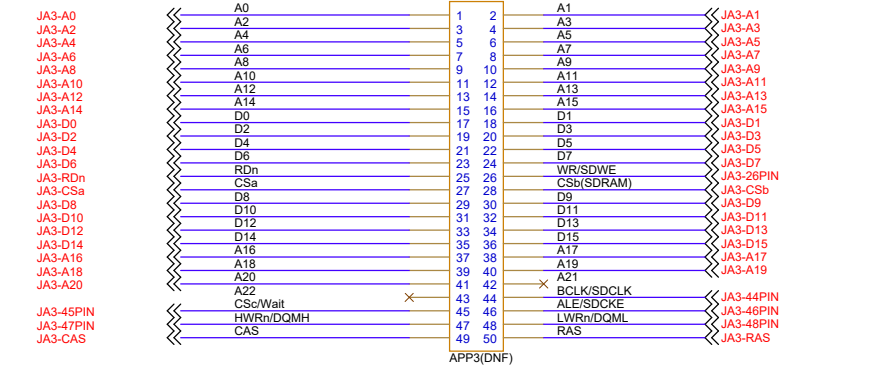 JA3-A0 A0 1 2 A1 JA3-A1
JA3-A2 A2 3 4 A3 JA3-A3
JA3-A4 A4 5 6 A5 JA3-A5
JA3-A6 A6 7 8 A7 JA3-A7
JA3-A8 A8 9 10 A9 JA3-A9
JA3-A10 A10 11 12 A11 JA3-A11
JA3-A12 A12 13 14 A13 JA3-A13
JA3-A14 A14 15 16 A15 JA3-A15
JA3-D0 D0 17 18 D1 JA3-D1
JA3-D2 D2 19 20 D3 JA3-D3
JA3-D4 D4 21 22 D5 JA3-D5
JA3-D6 D6 23 24 D7 JA3-D7
JA3-RDn RDn 25 26 WR/SDWE JA3-26PIN
JA3-CSa CSa 27 28 CSb(SDRAM) JA3-CSb
JA3-D8 D8 29 30 D9 JA3-D9
JA3-D10 D10 31 32 D11 JA3-D11
JA3-D12 D12 33 34 D13 JA3-D13
JA3-D14 D14 35 36 D15 JA3-D15
JA3-A16 A16 37 38 A17 JA3-A17
JA3-A18 A18 39 40 A19 JA3-A19
JA3-A20 A20 41 42 A21
A22 43 44 BCLK/SDCLK JA3-44PIN
JA3-45PIN CSc/Wait 45 46 ALE/SDCKE JA3-46PIN
JA3-47PIN HWRn/DQMH 47 48 LWRn/DQML JA3-48PIN
JA3-CAS CAS 49 50 RAS JA3-RAS
APP3(DNF)